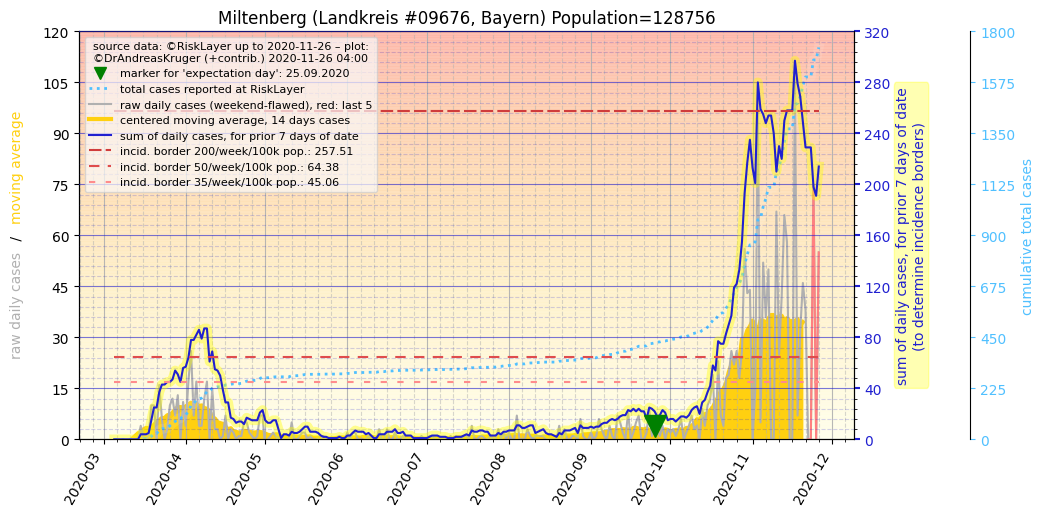 Miltenberg (Landkreis #09676, Bayern) Population=128756
source data: ©RiskLayer up to 2020-11-26 – plot:
©DrAndreasKruger (+contrib.) 2020-11-26 04:00
marker for 'expectation day': 25.09.2020
total cases reported at RiskLayer
raw daily cases (weekend-flawed), red: last 5
centered moving average, 14 days cases
sum of daily cases, for prior 7 days of date
incid. border 200/week/100k pop.: 257.51
incid. border 50/week/100k pop.: 64.38
incid. border 35/week/100k pop.: 45.06
raw daily cases / moving average
120
105
90
75
60
45
30
15
0
2020-03
2020-04
2020-05
2020-06
2020-07
2020-08
2020-09
2020-10
2020-11
2020-12
320
280
240
200
160
120
80
40
0
sum of daily cases, for prior 7 days of date
(to determine incidence borders)
1800
1575
1350
1125
900
675
450
225
0
cumulative total cases